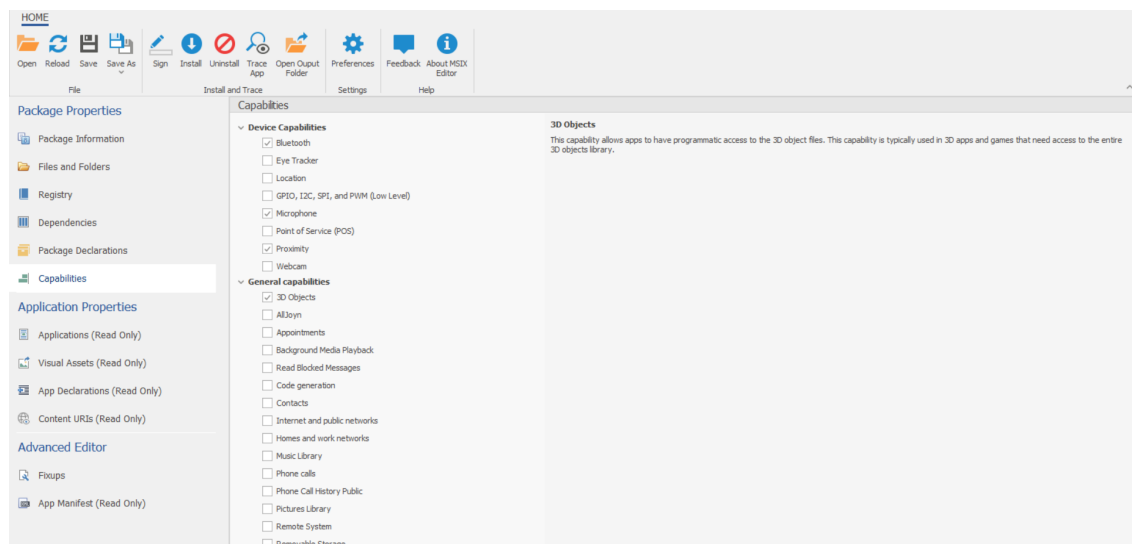 HOME
Open Reload Save Save As Sign Install Uninstall Trace App Open Ouput Folder Preferences Feedback About MSIX Editor
File Install and Trace Settings Help
Package Properties
Package Information
Files and Folders
Registry
Dependencies
Package Declarations
Capabilities
Application Properties
Applications (Read Only)
Visual Assets (Read Only)
App Declarations (Read Only)
Content URIs (Read Only)
Advanced Editor
Fixups
App Manifest (Read Only)
Capabilities
Device Capabilities
Bluetooth
Eye Tracker
Location
GPIO, I2C, SPI, and PWM (Low Level)
Microphone
Point of Service (POS)
Proximity
Webcam
General capabilities
3D Objects
AllJoyn
Appointments
Background Media Playback
Read Blocked Messages
Code generation
Contacts
Internet and public networks
Homes and work networks
Music Library
Phone calls
Phone Call History Public
Pictures Library
Remote System
Removable Storage
3D Objects
This capability allows apps to have programmatic access to the 3D object files. This capability is typically used in 3D apps and games that need access to the entire
3D objects library.